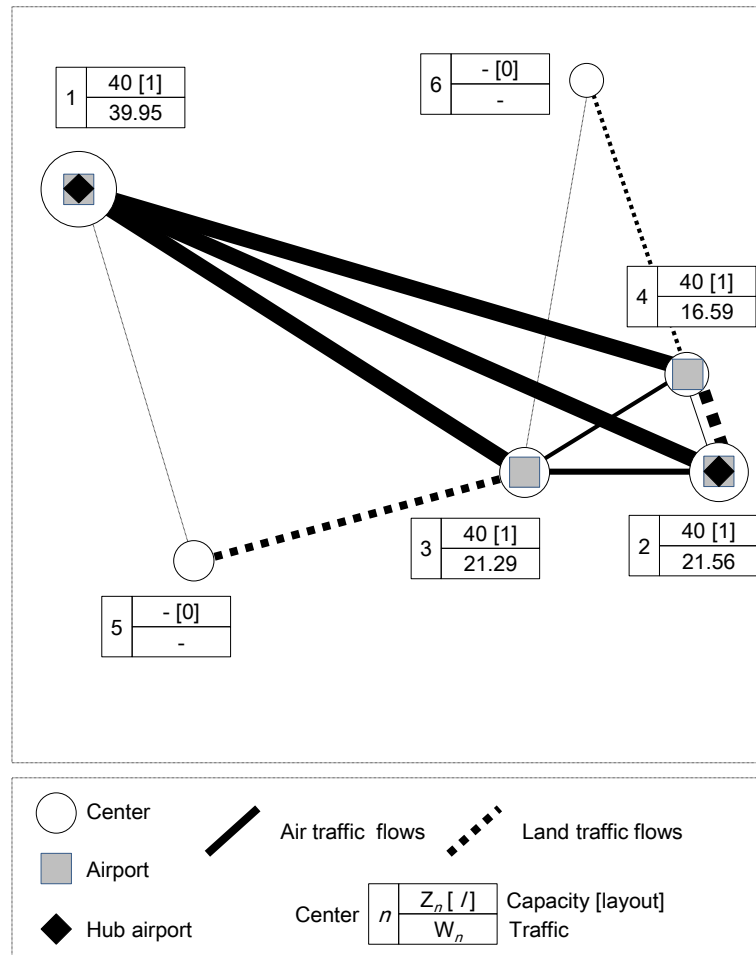 1
40 [1]
39.95
6
- [0]
-
4
40 [1]
16.59
3
40 [1]
21.29
2
40 [1]
21.56
5
- [0]
-
Center
Airport
Hub airport
Air traffic flows
Land traffic flows
Center
n
Zn [ /]
Wn
Capacity [layout]
Traffic